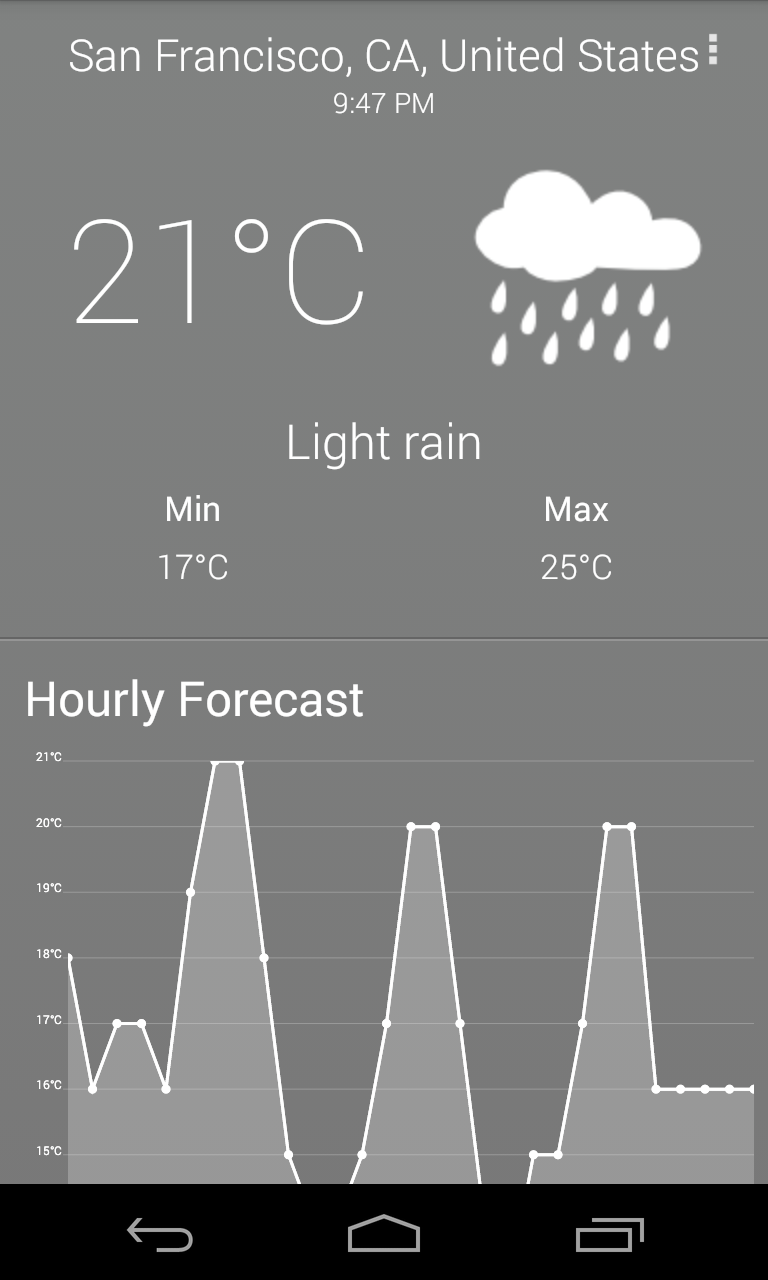 San Francisco, CA, United States
9:47 PM
21°C
Light rain
Min Max
17°C 25°C
Hourly Forecast
21°C
20°C
19°C
18°C
17°C
16°C
15°C